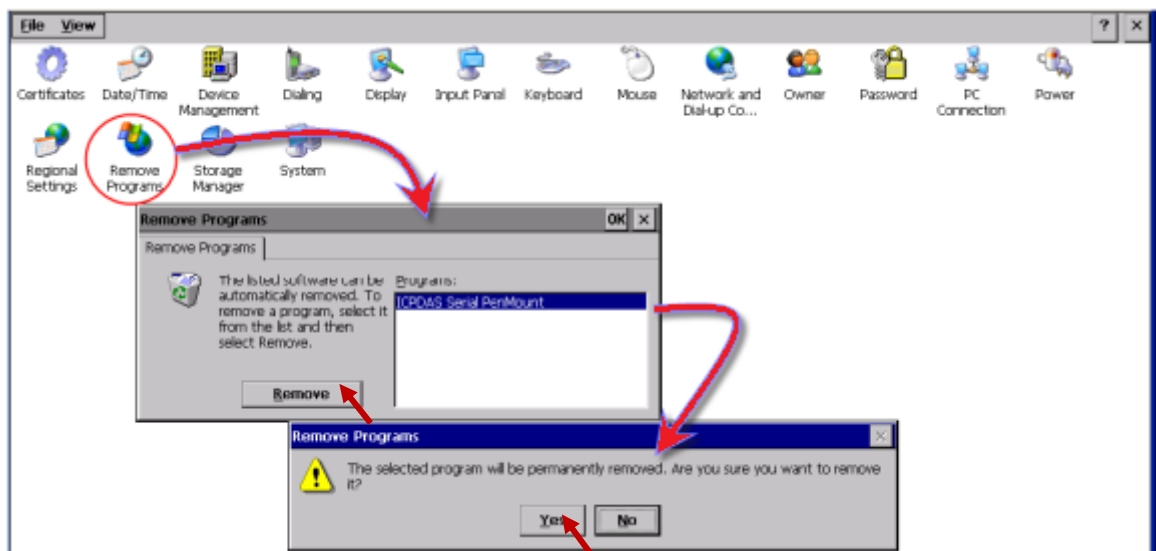 File View ? ×
Certificates Date/Time Device Management Dialing Display Input Panel Keyboard Mouse Network and Dial-up Co... Owner Password PC Connection Power
Regional Settings Remove Programs Storage Manager System
Remove Programs OK ×
Remove Programs
The listed software can be
automatically removed. To
remove a program, select it
from the list and then
select Remove.
Programs:
ICPDAS Serial PenMount
Remove
Remove Programs ×
The selected program will be permanently removed. Are you sure you want to remove
it?
Yes No